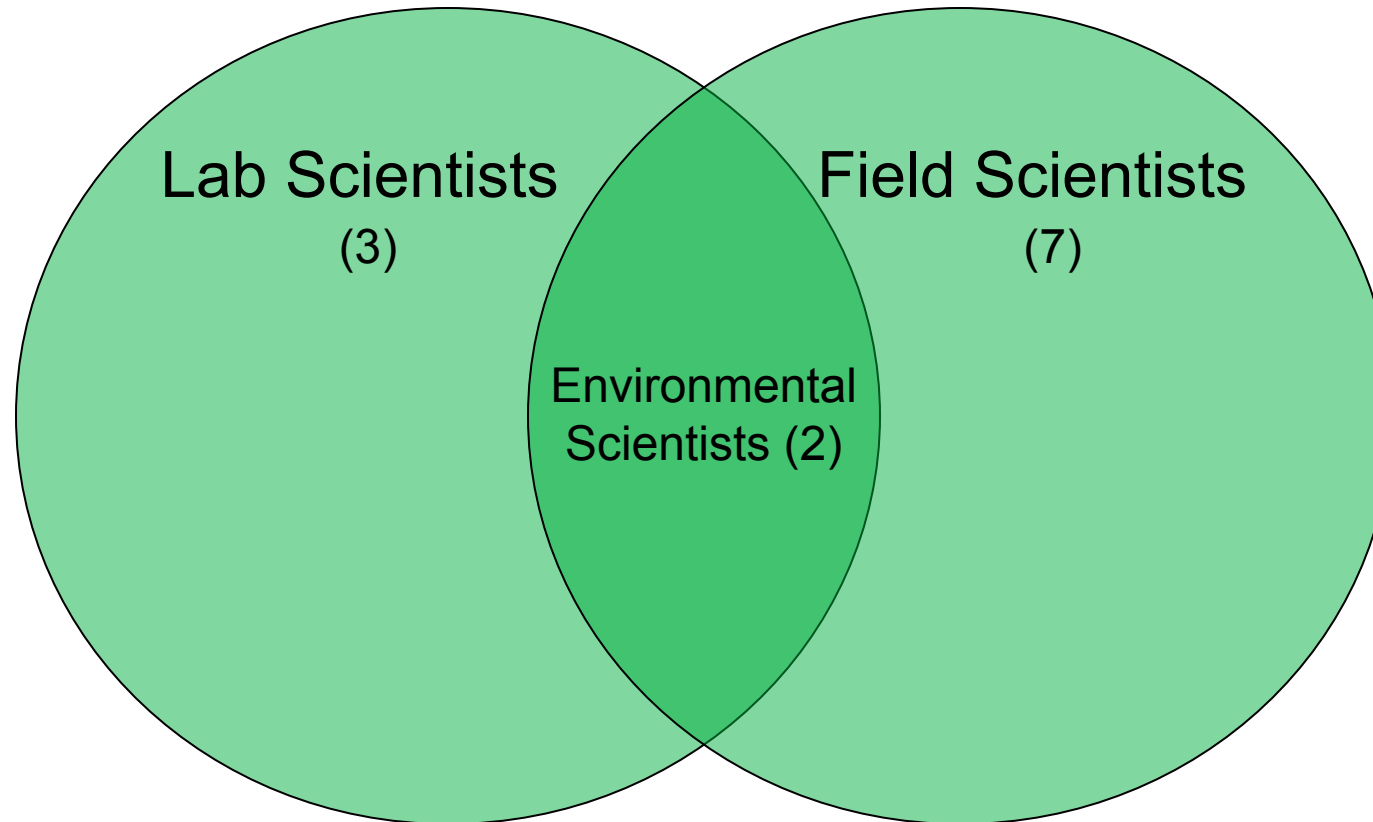 Lab Scientists
(3)
Field Scientists
(7)
Environmental
Scientists (2)